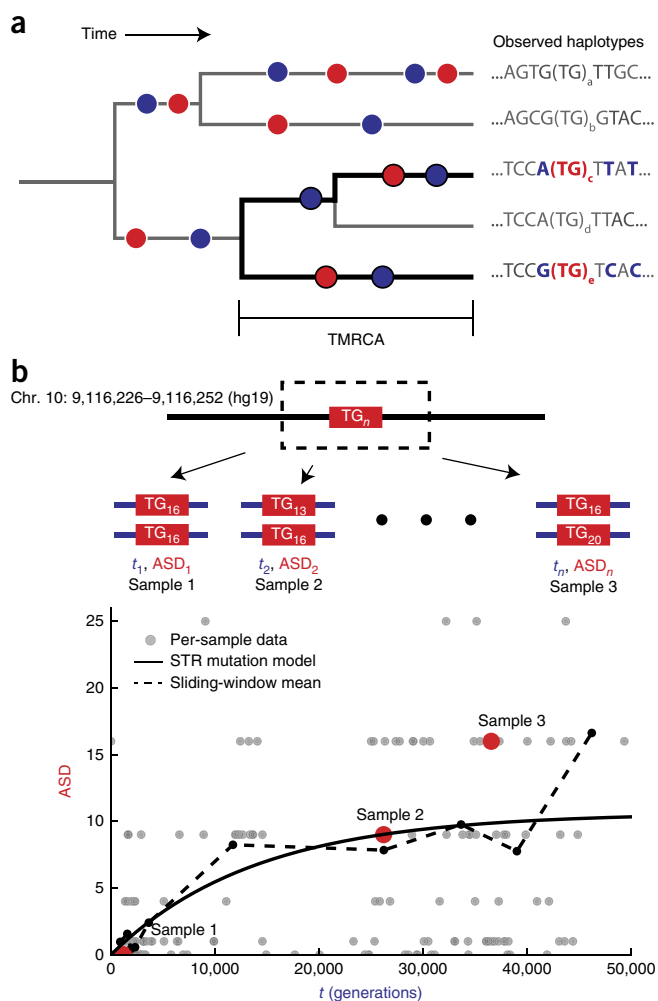 a
Time
Observed haplotypes
...AGTG(TG)aTTGC...
...AGCG(TG)bGTAC...
...TCCA(TG)cTTAT...
...TCCA(TG)dTTAC...
...TCCG(TG)eTCAC...
TMRCA
b
Chr. 10: 9,116,226–9,116,252 (hg19)
TGn
TG16 TG13 TG16
TG16 TG16 TG20
t1, ASD1 t2, ASD2 tn, ASDn
Sample 1 Sample 2 Sample 3
25
Per-sample data
STR mutation model
Sliding-window mean
20
Sample 3
15
ASD
Sample 2
10
5
Sample 1
0
0 10,000 20,000 30,000 40,000 50,000
t (generations)